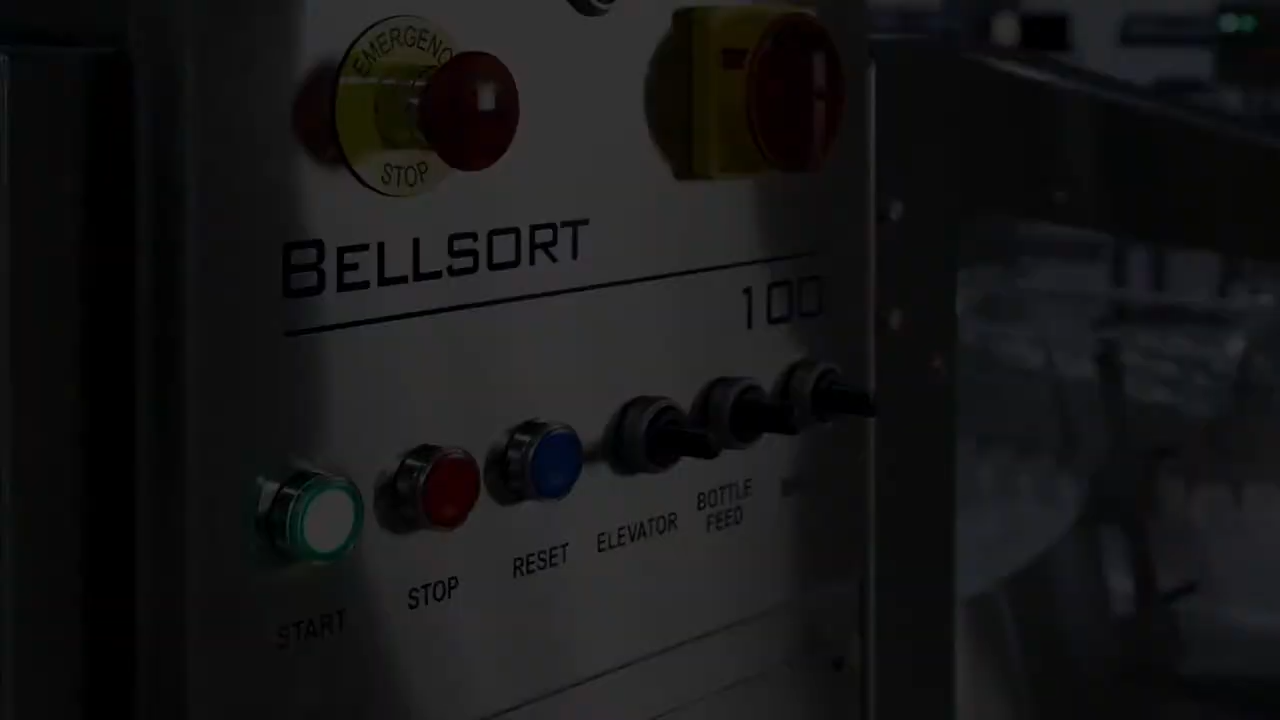 EMERGENCY
STOP
BELLSORT
100
START
STOP
RESET
ELEVATOR
BOTTLE
FEED